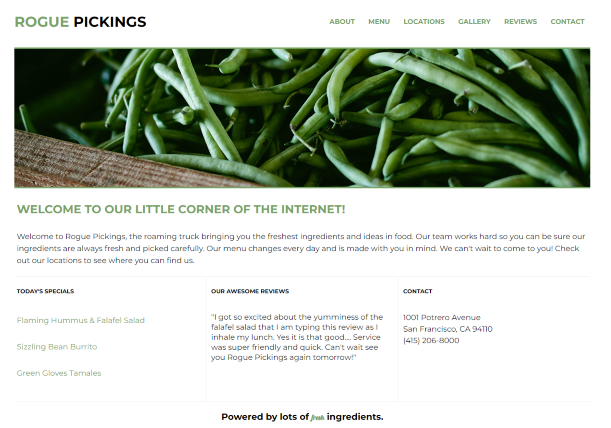 ROGUE PICKINGS
ABOUT MENU LOCATIONS GALLERY REVIEWS CONTACT
WELCOME TO OUR LITTLE CORNER OF THE INTERNET!
Welcome to Rogue Pickings, the roaming truck bringing you the freshest ingredients and ideas in food. Our team works hard so you can be sure our
ingredients are always fresh and picked carefully. Our menu changes every day and is made with you in mind. We can't wait to come to you! Check
out our locations to see where you can find us.
TODAY'S SPECIALS
Flaming Hummus & Falafel Salad
Sizzling Bean Burrito
Green Gloves Tamales
OUR AWESOME REVIEWS
"I got so excited about the yumminess of the
falafel salad that I am typing this review as I
inhale my lunch. Yes it is that good.... Service
was super friendly and quick. Can't wait see
you Rogue Pickings again tomorrow!"
CONTACT
1001 Potrero Avenue
San Francisco, CA 94110
(415) 206-8000
Powered by lots of fresh ingredients.